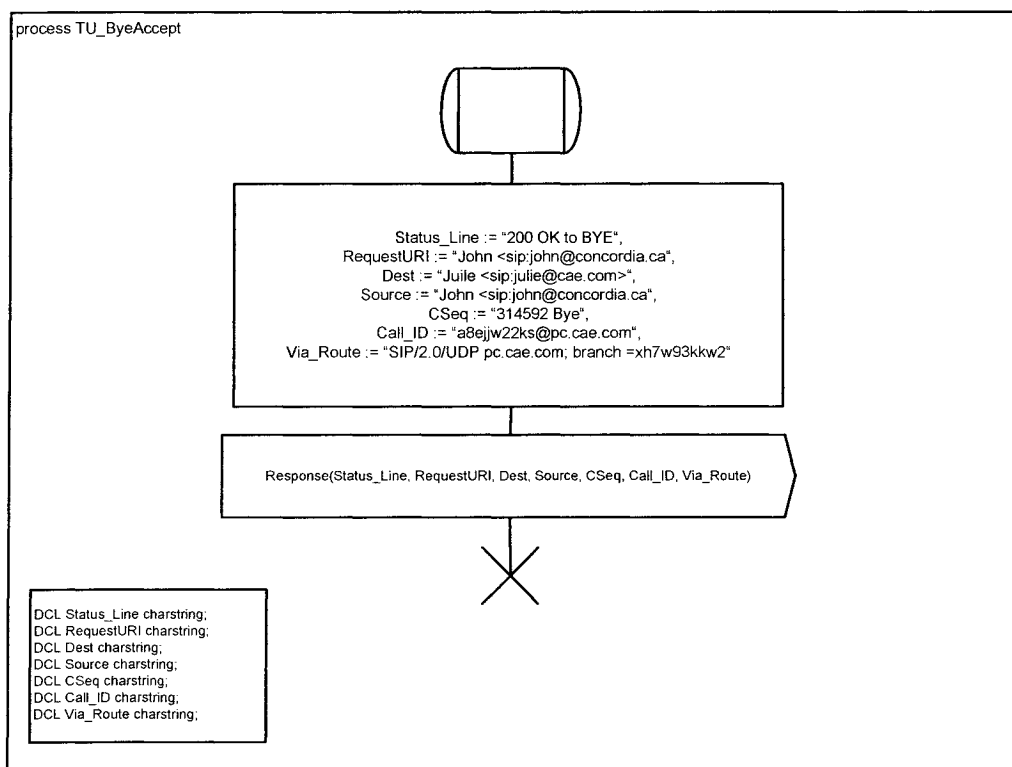 process TU_ByeAccept
Status_Line := "200 OK to BYE",
RequestURI := "John <sip:john@concordia.ca",
Dest := "Juile <sip:julie@cae.com>",
Source := "John <sip:john@concordia.ca",
CSeq := "314592 Bye",
Call_ID := "a8ejjw22ks@pc.cae.com",
Via_Route := "SIP/2.0/UDP pc.cae.com; branch =xh7w93kkw2"
Response(Status_Line, RequestURI, Dest, Source, CSeq, Call_ID, Via_Route)
DCL Status_Line charstring;
DCL RequestURI charstring;
DCL Dest charstring;
DCL Source charstring;
DCL CSeq charstring;
DCL Call_ID charstring;
DCL Via_Route charstring;